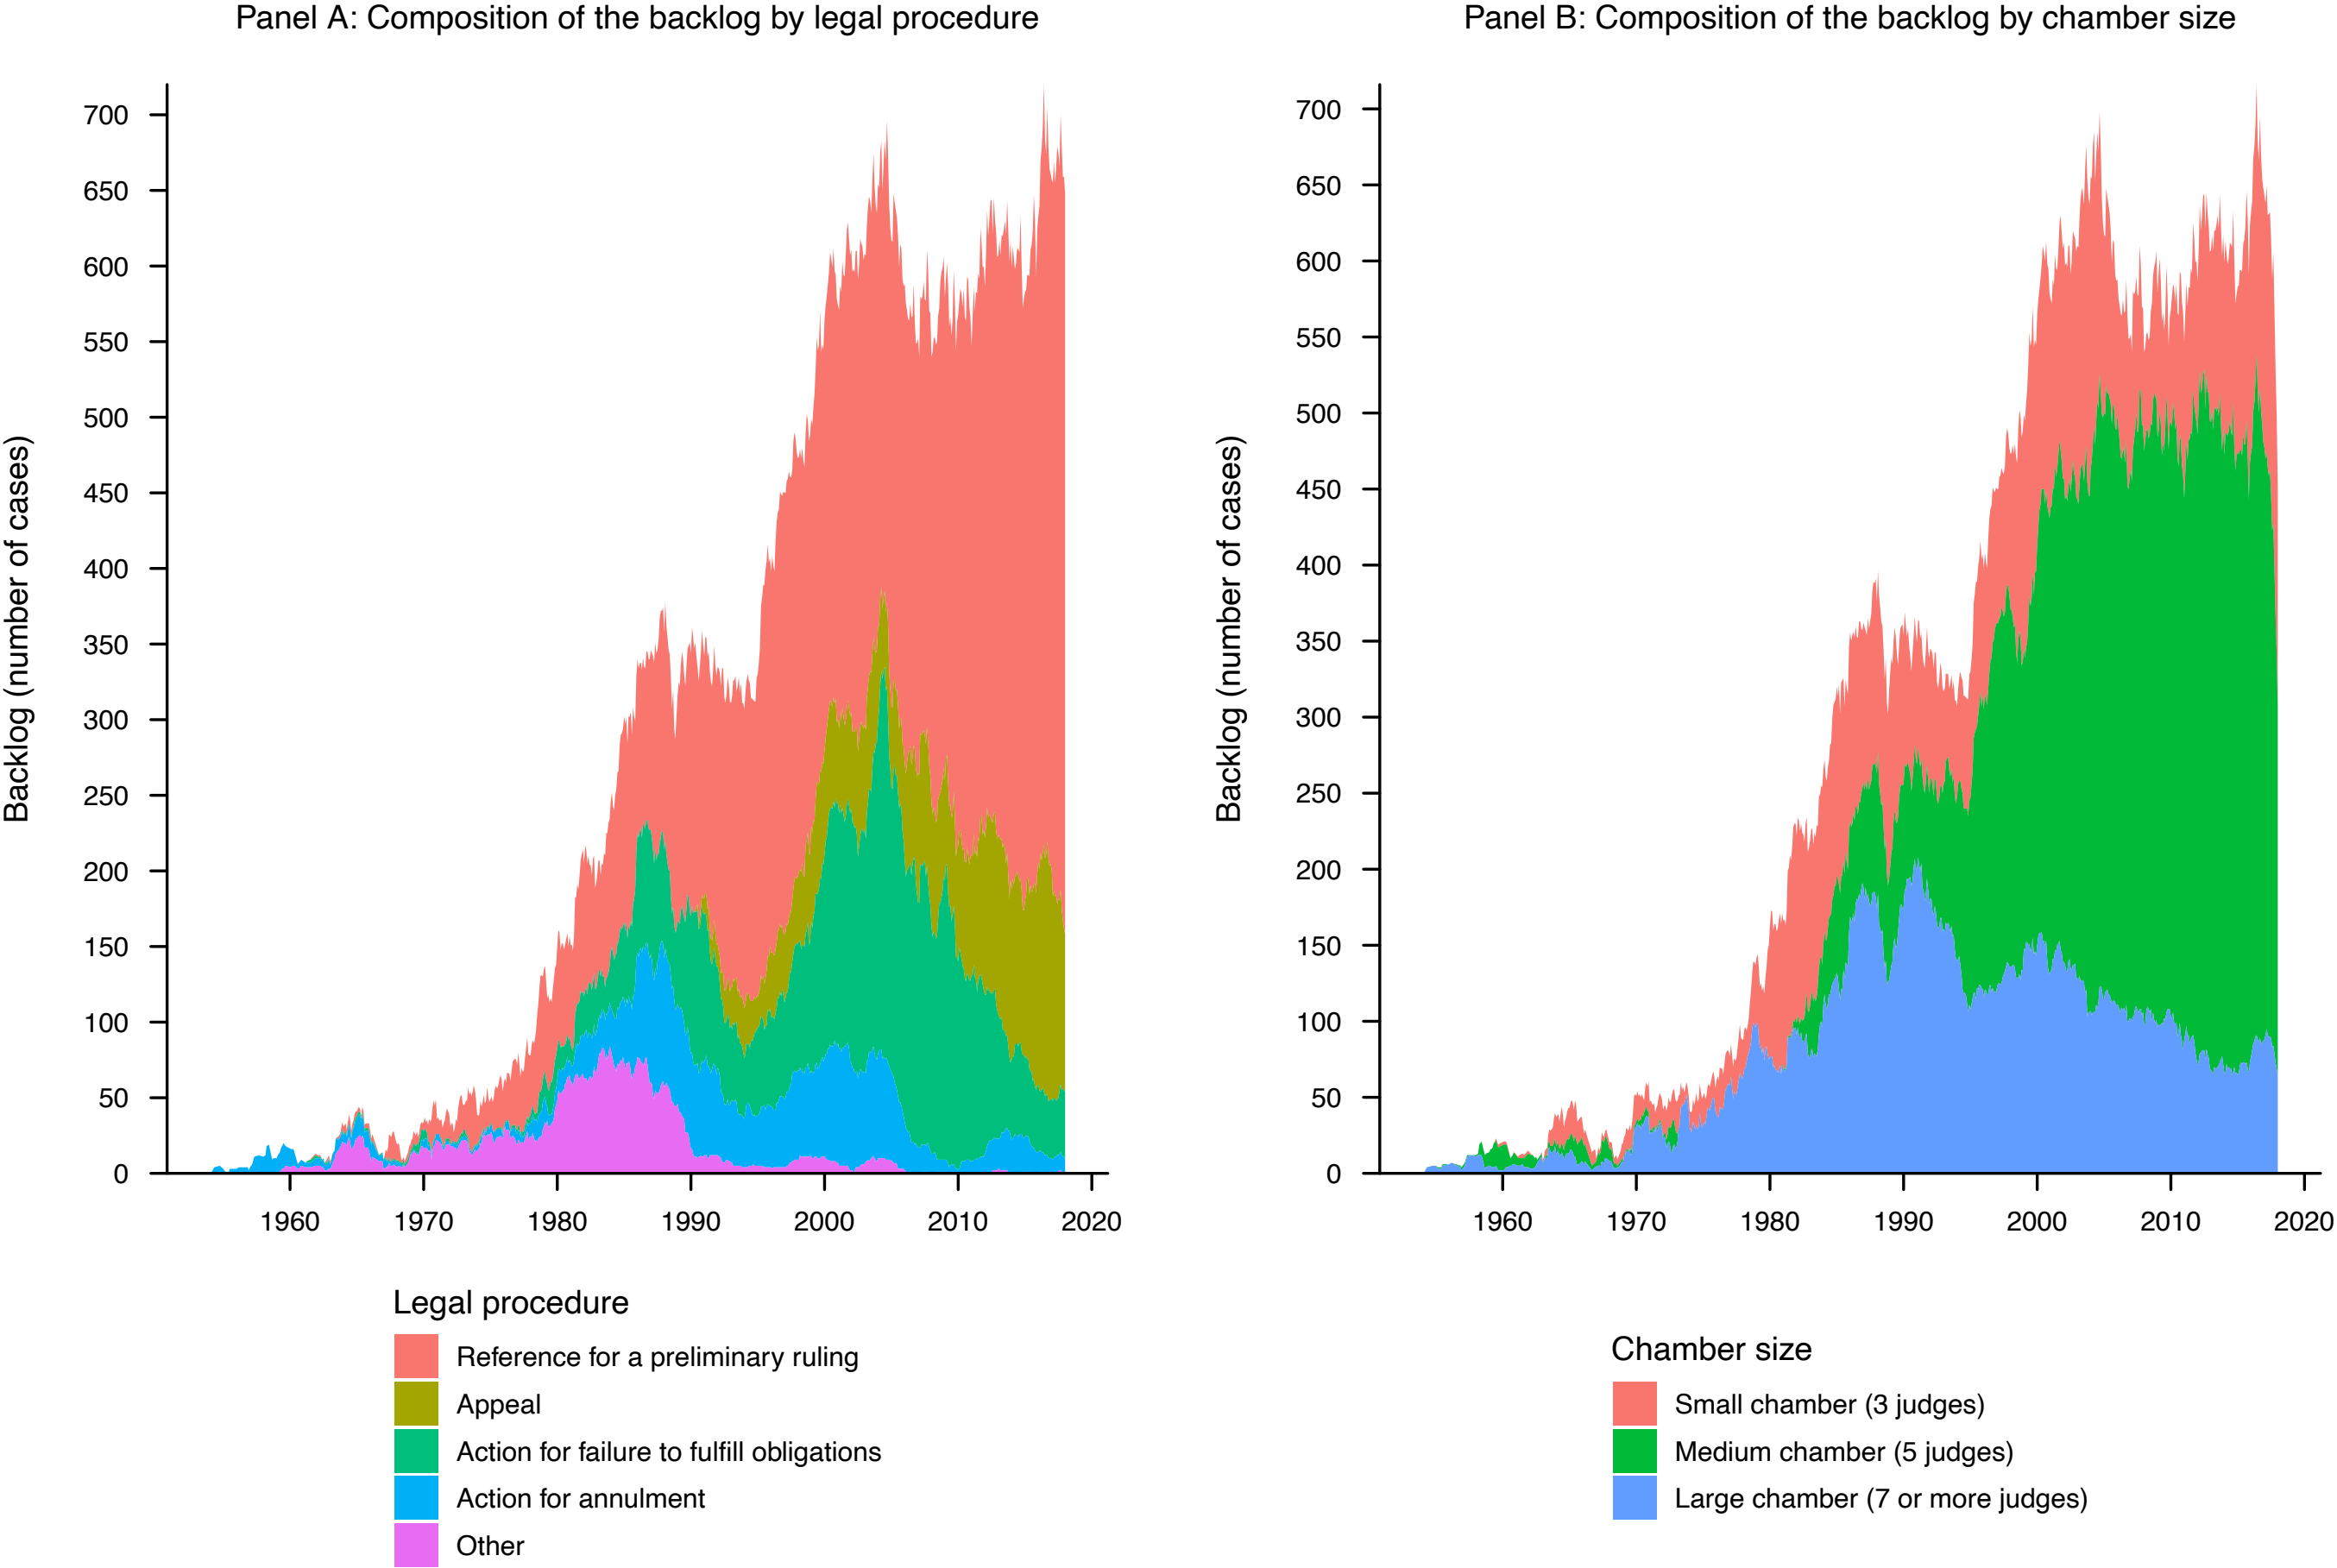 Panel A: Composition of the backlog by legal procedure
Backlog (number of cases)
700
650
600
550
500
450
400
350
300
250
200
150
100
50
0
1960 1970 1980 1990 2000 2010 2020
Legal procedure
Reference for a preliminary ruling
Appeal
Action for failure to fulfill obligations
Action for annulment
Other
Panel B: Composition of the backlog by chamber size
Backlog (number of cases)
700
650
600
550
500
450
400
350
300
250
200
150
100
50
0
1960 1970 1980 1990 2000 2010 2020
Chamber size
Small chamber (3 judges)
Medium chamber (5 judges)
Large chamber (7 or more judges)